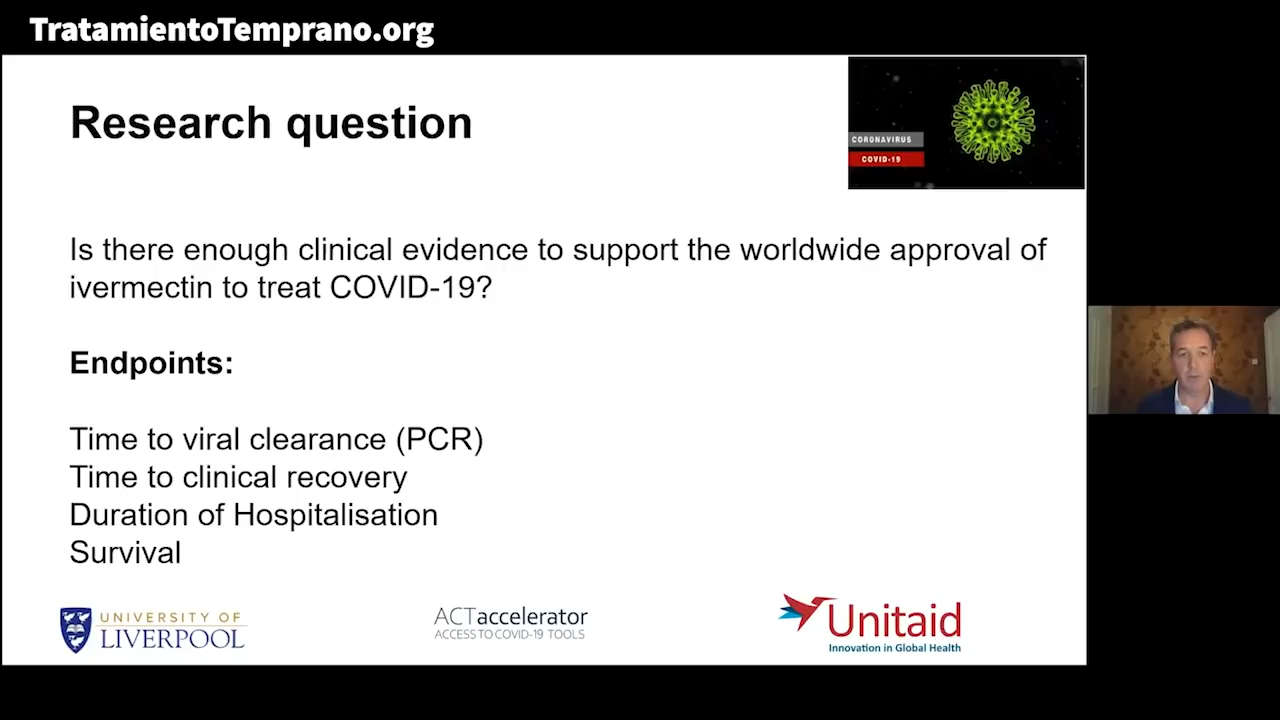 TratamientoTemprano.org
Research question
CORONAVIRUS
COVID-19
Is there enough clinical evidence to support the worldwide approval of
ivermectin to treat COVID-19?
Endpoints:
Time to viral clearance (PCR)
Time to clinical recovery
Duration of Hospitalisation
Survival
UNIVERSITY OF
LIVERPOOL
ACTaccelerator
ACCESS TO COVID-19 TOOLS
Unitaid
Innovation in Global Health